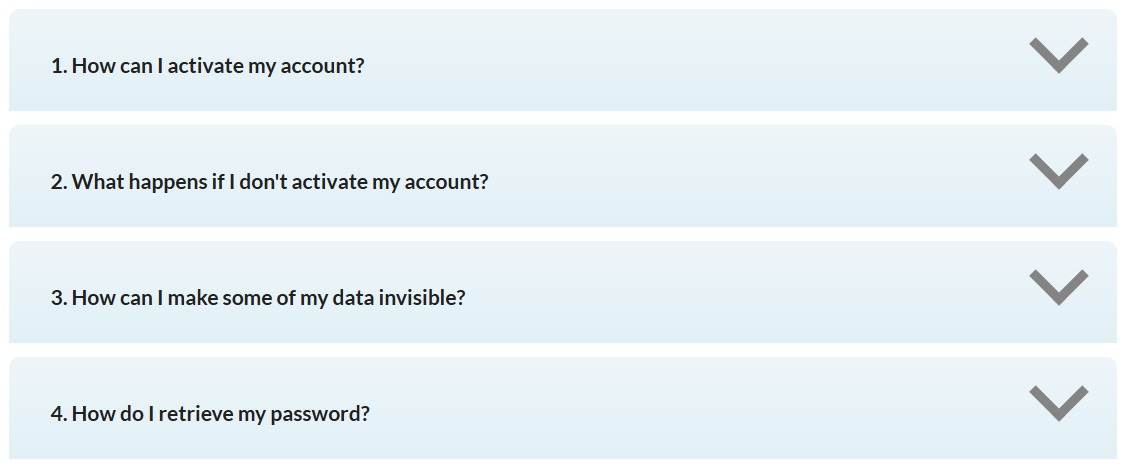 1. How can I activate my account?
2. What happens if I don't activate my account?
3. How can I make some of my data invisible?
4. How do I retrieve my password?